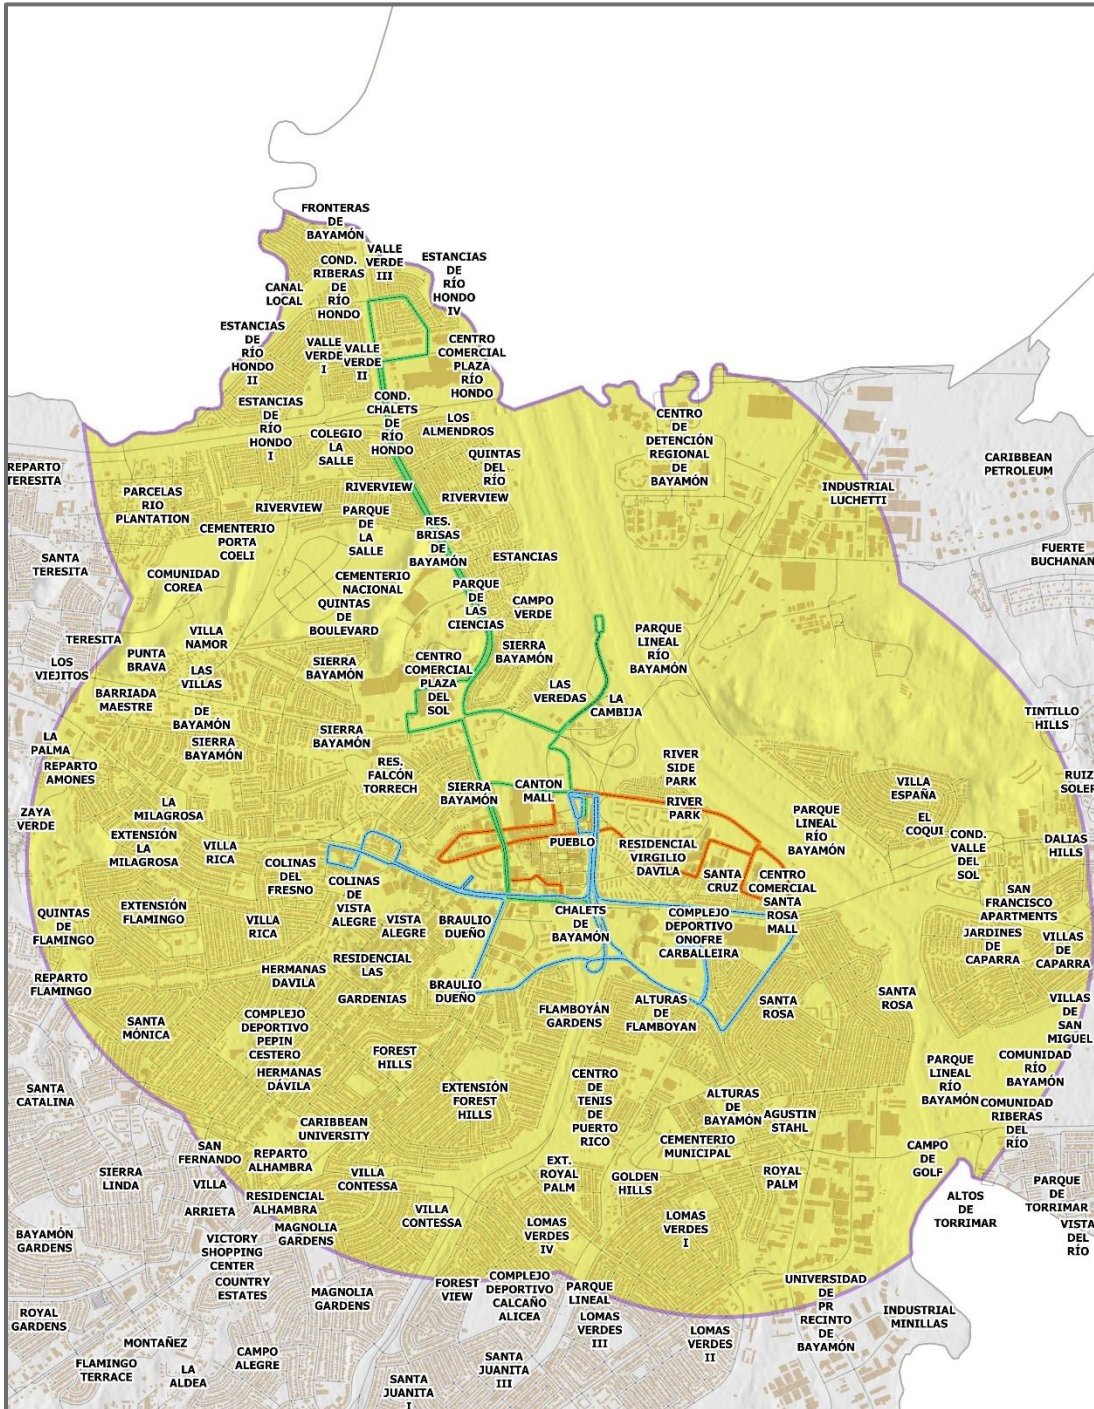 FRONTERAS
DE
BAYAMÓN
VALLE
VERDE
III
COND.
RIBERAS
DE
RÍO
HONDO
ESTANCIAS
DE
RÍO
HONDO
IV
CANAL
LOCAL
ESTANCIAS
DE
RÍO
HONDO
II
VALLE
VERDE
I
VALLE
VERDE
II
CENTRO
COMERCIAL
PLAZA
RÍO
HONDO
ESTANCIAS
DE
RÍO
HONDO
I
COND.
CHALETS
DE
RÍO
HONDO
LOS
ALMENDROS
COLEGIO
LA
SALLE
CENTRO
DE
DETENCIÓN
REGIONAL
DE
BAYAMÓN
QUINTAS
DEL
RÍO
CARIBBEAN
PETROLEUM
REPARTO
TERESITA
INDUSTRIAL
LUCHETTI
PARCELAS
RIO
PLANTATION
RIVERVIEW
RIVERVIEW
RIVERVIEW
PARQUE
DE
LA
SALLE
CEMENTERIO
PORTA
COELI
RES.
BRISAS
DE
BAYAMÓN
SANTA
TERESITA
ESTANCIAS
FUERTE
BUCHANAN
COMUNIDAD
COREA
CEMENTERIO
NACIONAL
PARQUE
DE
LAS
CIENCIAS
QUINTAS
DE
BOULEVARD
CAMPO
VERDE
TERESITA
VILLA
NAMOR
PARQUE
LINEAL
RÍO
BAYAMÓN
PUNTA
BRAVA
SIERRA
BAYAMÓN
SIERRA
BAYAMÓN
LOS
VIEJITOS
LAS
VILLAS
DE
BAYAMÓN
CENTRO
COMERCIAL
PLAZA
DEL
SOL
BARRIADA
MAESTRE
LAS
VEREDAS
LA
CAMBIJA
TINTILLO
HILLS
SIERRA
BAYAMÓN
SIERRA
BAYAMÓN
LA
PALMA
REPARTO
AMONES
RES.
FALCÓN
TORRECH
RIVER
SIDE
PARK
RUIZ
SOLER
SIERRA
BAYAMÓN
CANTON
MALL
VILLA
ESPAÑA
ZAYA
VERDE
LA
MILAGROSA
RIVER
PARK
PARQUE
LINEAL
RÍO
BAYAMÓN
EL
COQUI
EXTENSIÓN
LA
MILAGROSA
VILLA
RICA
PUEBLO
RESIDENCIAL
VIRGILIO
DAVILA
COND.
VALLE
DEL
SOL
DALIAS
HILLS
COLINAS
DEL
FRESNO
SANTA
CRUZ
CENTRO
COMERCIAL
SANTA
ROSA
MALL
COLINAS
DE
VISTA
ALEGRE
SAN
FRANCISCO
APARTMENTS
EXTENSIÓN
FLAMINGO
QUINTAS
DE
FLAMINGO
VILLA
RICA
VISTA
ALEGRE
BRAULIO
DUEÑO
CHALETS
DE
BAYAMÓN
COMPLEJO
DEPORTIVO
ONOFRE
CARBALLEIRA
JARDINES
DE
CAPARRA
VILLAS
DE
CAPARRA
RESIDENCIAL
LAS
GARDENIAS
HERMANAS
DAVILA
REPARTO
FLAMINGO
BRAULIO
DUEÑO
SANTA
ROSA
SANTA
ROSA
FLAMBOYÁN
GARDENS
ALTURAS
DE
FLAMBOYAN
VILLAS
DE
SAN
MIGUEL
SANTA
MÓNICA
COMPLEJO
DEPORTIVO
PEPIN
CESTERO
FOREST
HILLS
HERMANAS
DÁVILA
CENTRO
DE
TENIS
DE
PUERTO
RICO
PARQUE
LINEAL
RÍO
BAYAMÓN
COMUNIDAD
RÍO
BAYAMÓN
SANTA
CATALINA
EXTENSIÓN
FOREST
HILLS
ALTURAS
DE
BAYAMÓN
AGUSTIN
STAHL
COMUNIDAD
RIBERAS
DEL
RÍO
CARIBBEAN
UNIVERSITY
SAN
FERNANDO
REPARTO
ALHAMBRA
CEMENTERIO
MUNICIPAL
CAMPO
DE
GOLF
SIERRA
LINDA
VILLA
CONTESSA
EXT.
ROYAL
PALM
GOLDEN
HILLS
ROYAL
PALM
PARQUE
DE
TORRIMAR
VILLA
ARRIETA
RESIDENCIAL
ALHAMBRA
ALTOS
DE
TORRIMAR
VILLA
CONTESSA
LOMAS
VERDES
I
LOMAS
VERDES
IV
MAGNOLIA
GARDENS
BAYAMÓN
GARDENS
VISTA
DEL
RÍO
VICTORY
SHOPPING
CENTER
COUNTRY
ESTATES
FOREST
VIEW
COMPLEJO
DEPORTIVO
CALCAÑO
ALICEA
PARQUE
LINEAL
UNIVERSIDAD
DE
PR
RECINTO
DE
BAYAMÓN
MAGNOLIA
GARDENS
INDUSTRIAL
MINILLAS
ROYAL
GARDENS
LOMAS
VERDES
III
LOMAS
VERDES
II
MONTAÑEZ
CAMPO
ALEGRE
FLAMINGO
TERRACE
LA
ALDEA
SANTA
JUANITA
III
SANTA
JUANITA
I